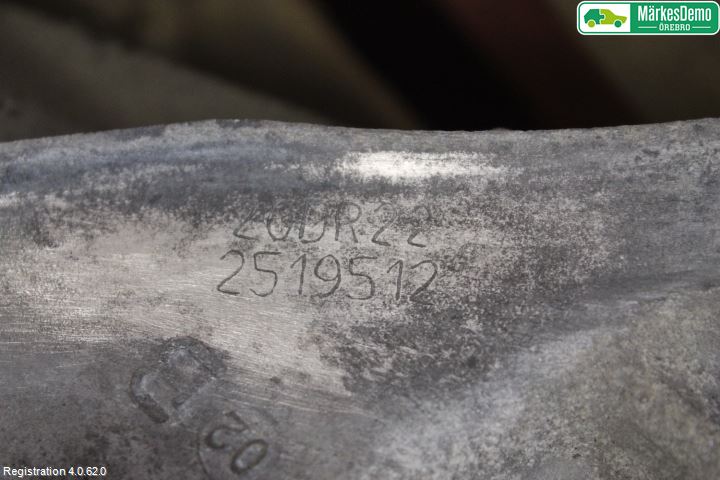 MärkesDemo
ÖREBRO
20DR22
2519512
02
Registration 4.0.62.0